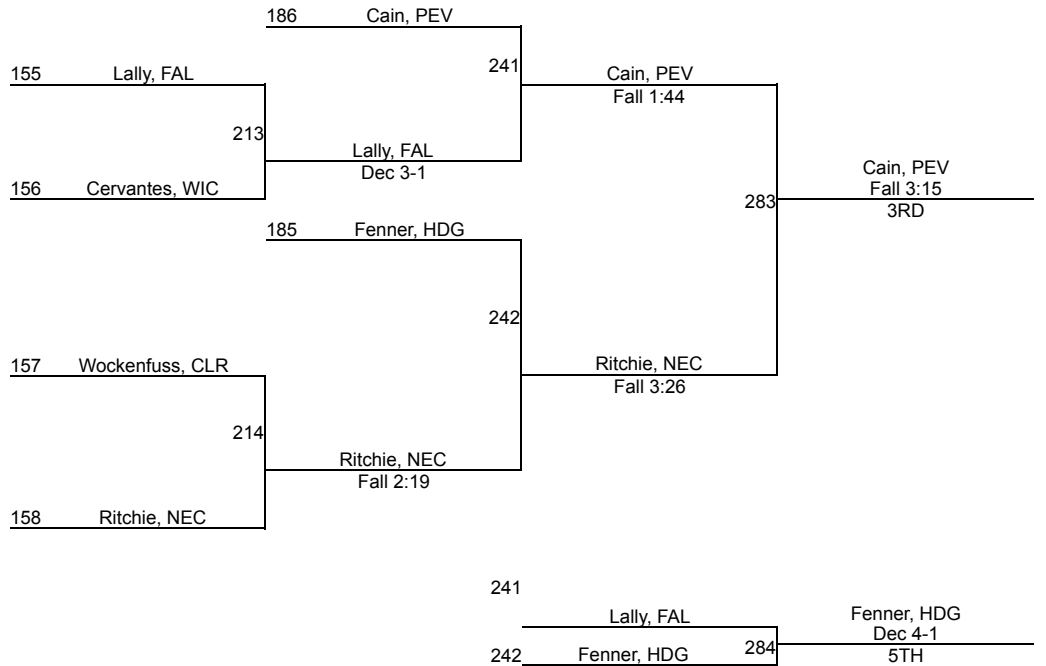 186 Cain, PEV
155 Lally, FAL
241
Cain, PEV
Fall 1:44
213
Lally, FAL
Dec 3-1
156 Cervantes, WIC
Cain, PEV
Fall 3:15
3RD
283
185 Fenner, HDG
242
157 Wockenfuss, CLR
Ritchie, NEC
Fall 3:26
214
Ritchie, NEC
Fall 2:19
158 Ritchie, NEC
241
Lally, FAL
242 Fenner, HDG
284
Fenner, HDG
Dec 4-1
5TH